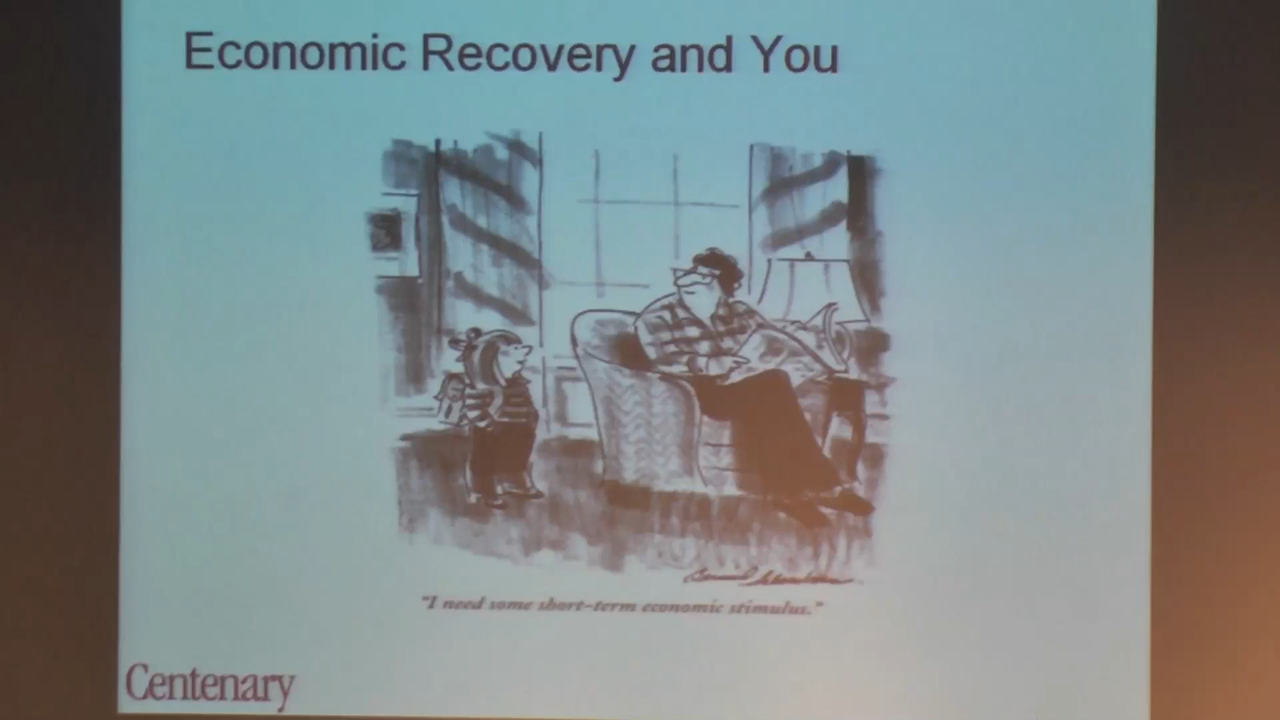 Economic Recovery and You
"I need some short-term economic stimulus."
Centenary